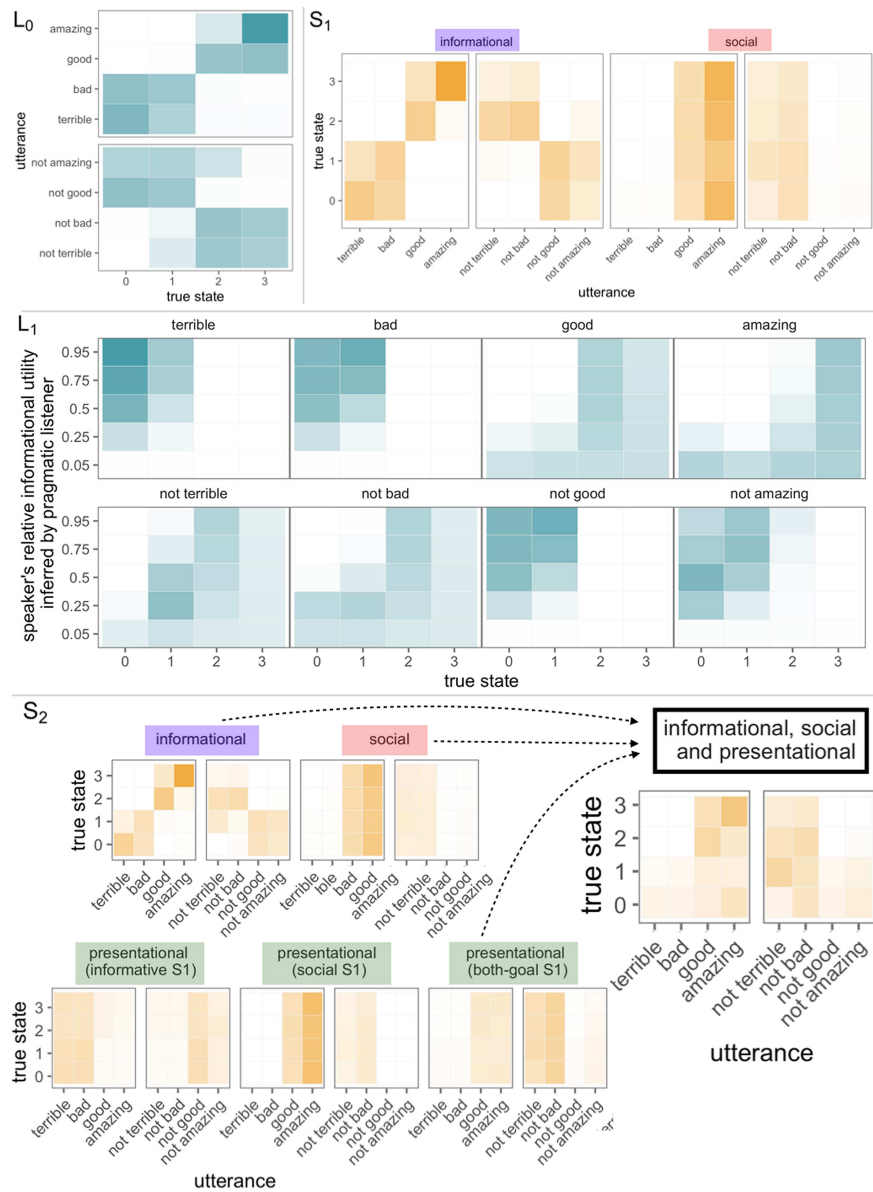 L0
amazing
good
bad
terrible
not amazing
not good
not bad
not terrible
utterance
0 1 2 3
true state
S1
informational
social
3
2
1
0
true state
terrible bad good amazing not terrible not bad not good not amazing
terrible bad good amazing not terrible not bad not good not amazing
utterance
L1
terrible bad good amazing
0.95
0.75
0.5
0.25
0.05
not terrible not bad not good not amazing
0.95
0.75
0.5
0.25
0.05
speaker's relative informational utility
inferred by pragmatic listener
0 1 2 3 0 1 2 3 0 1 2 3 0 1 2 3
true state
S2
informational
social
informational, social
and presentational
3
2
1
0
true state
true state
terrible bad good amazing not terrible not bad not good not amazing
terrible ble bad good amazing not terrible not bad not good not amazing
3
2
1
0
true state
terrible bad good amazing not terrible not bad not good not amazing
utterance
presentational
(informative S1)
presentational
(social S1)
presentational
(both-goal S1)
3
2
1
0
true state
terrible bad good amazing not terrible not bad not good not amazing
terrible bad good amazing not terrible not bad not good not amazing
terrible bad good amazing not terrible not bad not good not amazing
utterance